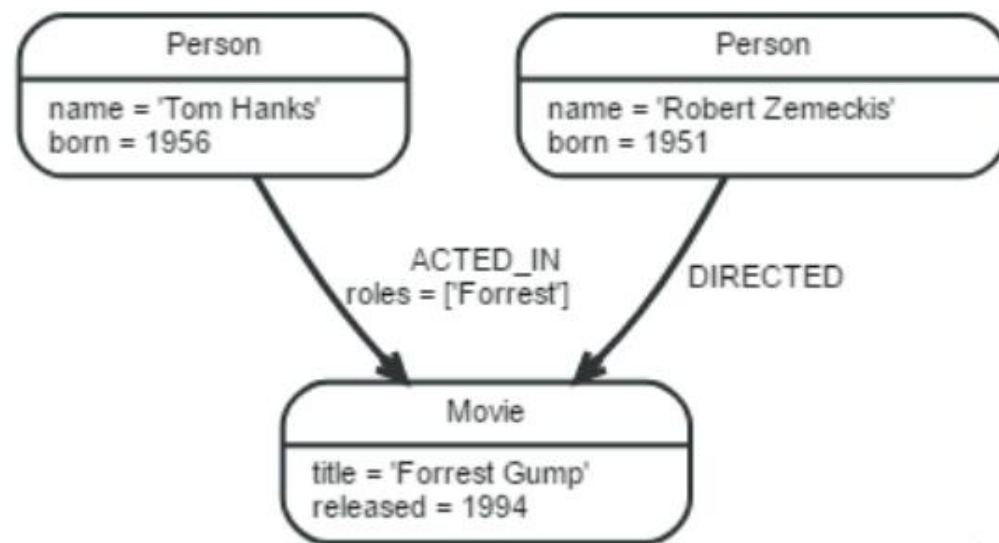 Person
name = 'Tom Hanks'
born = 1956
Person
name = 'Robert Zemeckis'
born = 1951
ACTED_IN
roles = ['Forrest']
DIRECTED
Movie
title = 'Forrest Gump'
released = 1994